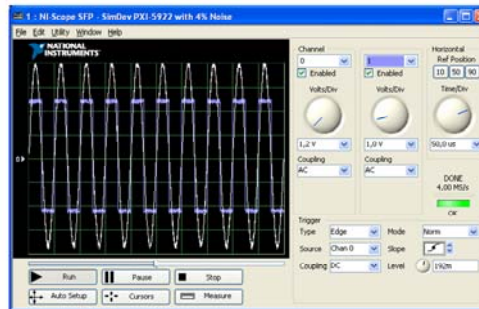 1 : NI-Scope SFP - SimDev PXI-5922 with 4% Noise
File Edit Utility Window Help
NATIONAL
INSTRUMENTS
Channel
0
1
Enabled
Enabled
Volts/Div
Volts/Div
1,2 V
1,0 V
Coupling
Coupling
AC
AC
Horizontal
Ref Position
10 50 90
Time/Div
50,0 us
DONE
4,00 MS/s
OK
0
Trigger
Type Edge Mode Norm
Source Chan 0 Slope
Coupling DC Level 192m
Run Pause Stop
Auto Setup Cursors Measure